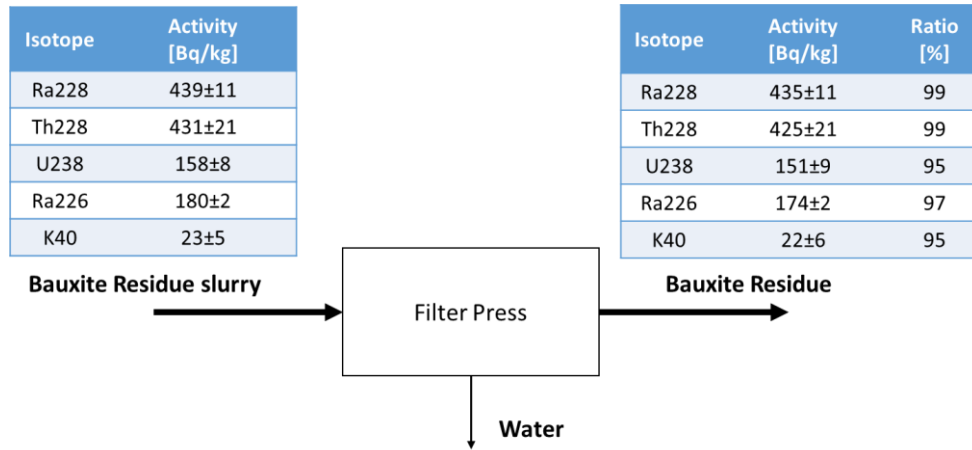 Isotope Activity [Bq/kg]
Ra228 439±11
Th228 431±21
U238 158±8
Ra226 180±2
K40 23±5
Isotope Activity [Bq/kg] Ratio [%]
Ra228 435±11 99
Th228 425±21 99
U238 151±9 95
Ra226 174±2 97
K40 22±6 95
Bauxite Residue slurry
Filter Press
Bauxite Residue
Water